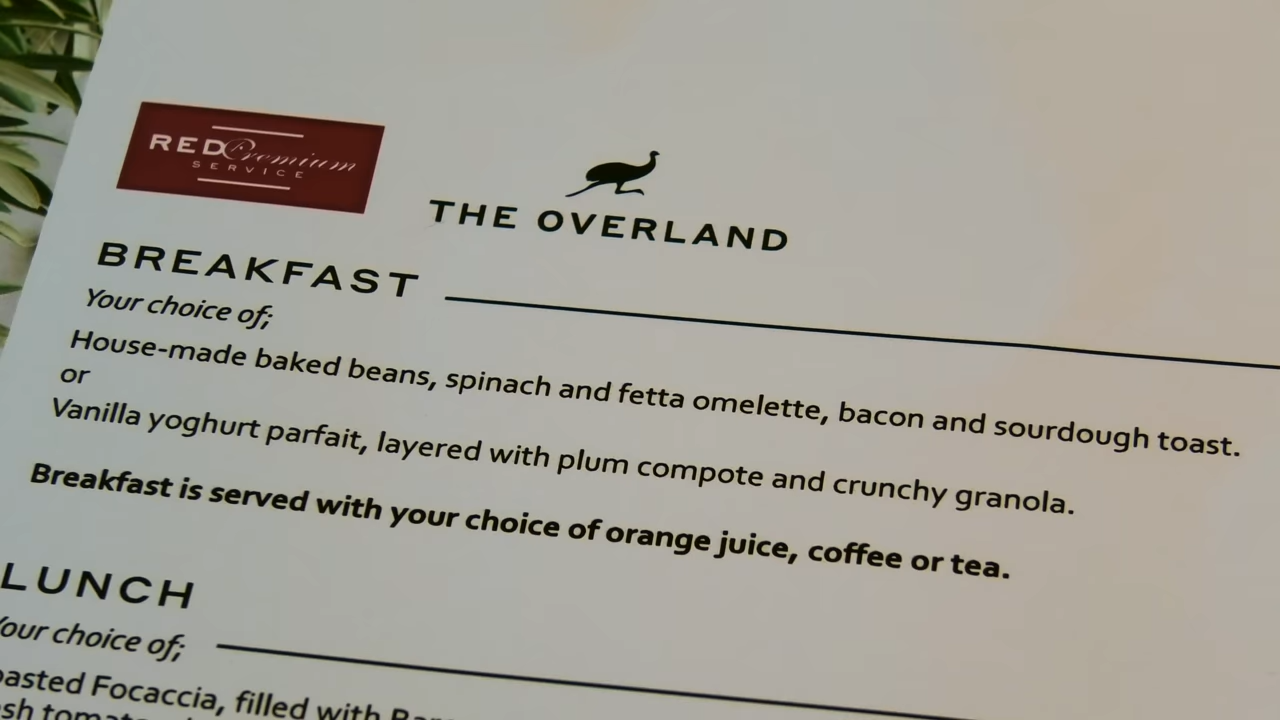 RED Premium
SERVICE
THE OVERLAND
BREAKFAST
Your choice of;
House-made baked beans, spinach and fetta omelette, bacon and sourdough toast.
or
Vanilla yoghurt parfait, layered with plum compote and crunchy granola.
Breakfast is served with your choice of orange juice, coffee or tea.
LUNCH
Your choice of;
Focaccia, filled with